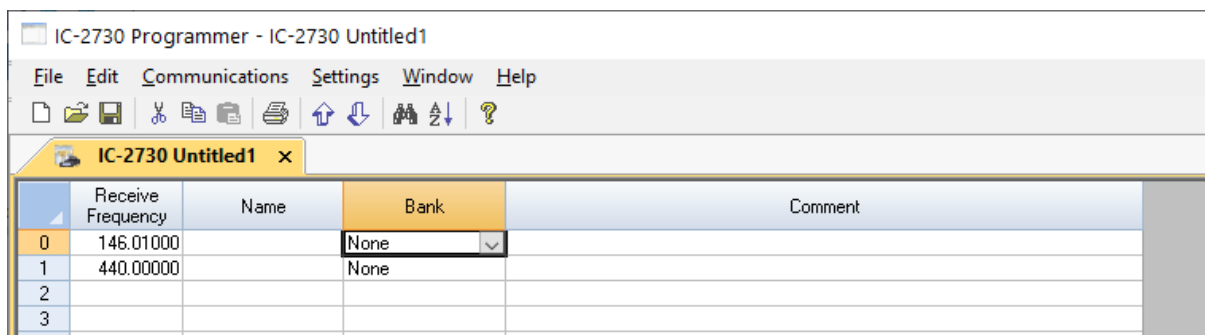 IC-2730 Programmer - IC-2730 Untitled1
File Edit Communications Settings Window Help
IC-2730 Untitled1 ×
Receive Frequency Name Bank Comment
0 146.01000 None
1 440.00000 None
2
3